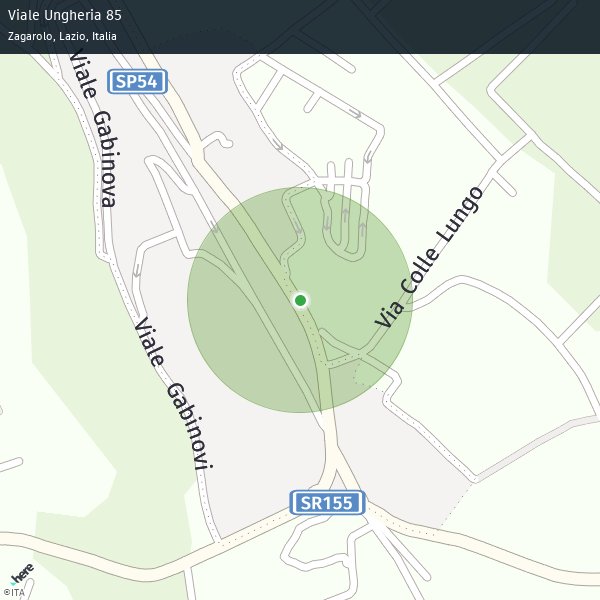 Viale Ungheria 85
Zagarolo, Lazio, Italia
SP54
Viale Gabinova
Via Colle Lungo
Viale Gabinovi
SR155
here
©ITA